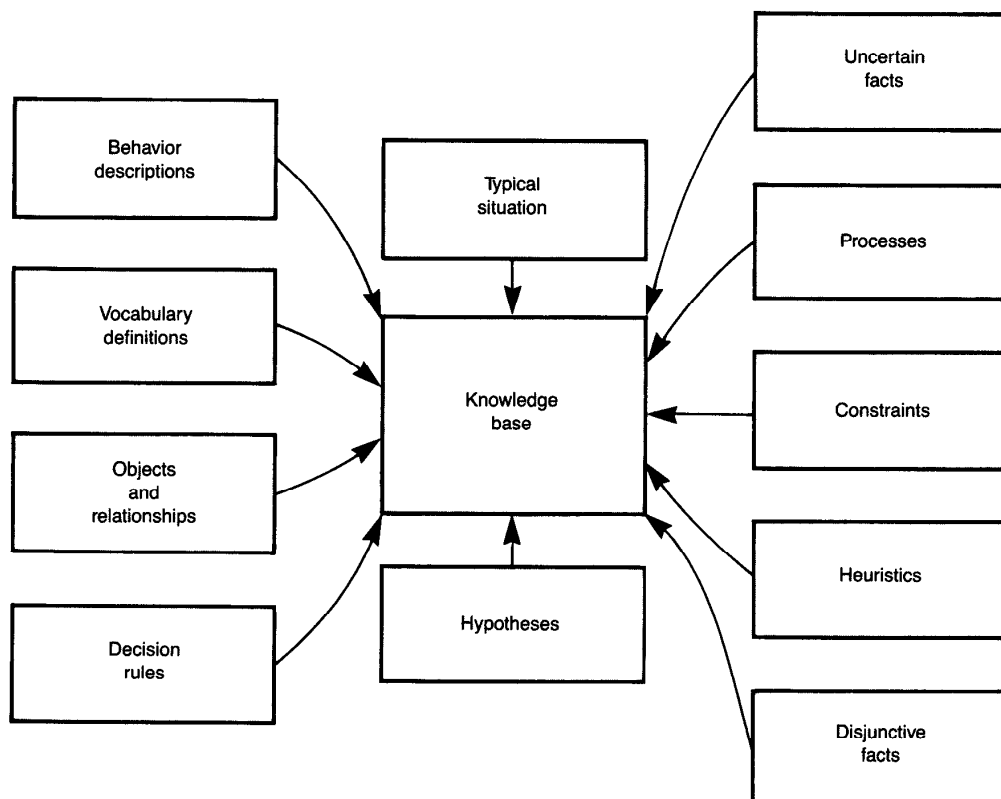 Uncertain
facts
Behavior
descriptions
Typical
situation
Processes
Vocabulary
definitions
Knowledge
base
Constraints
Objects
and
relationships
Heuristics
Hypotheses
Decision
rules
Disjunctive
facts